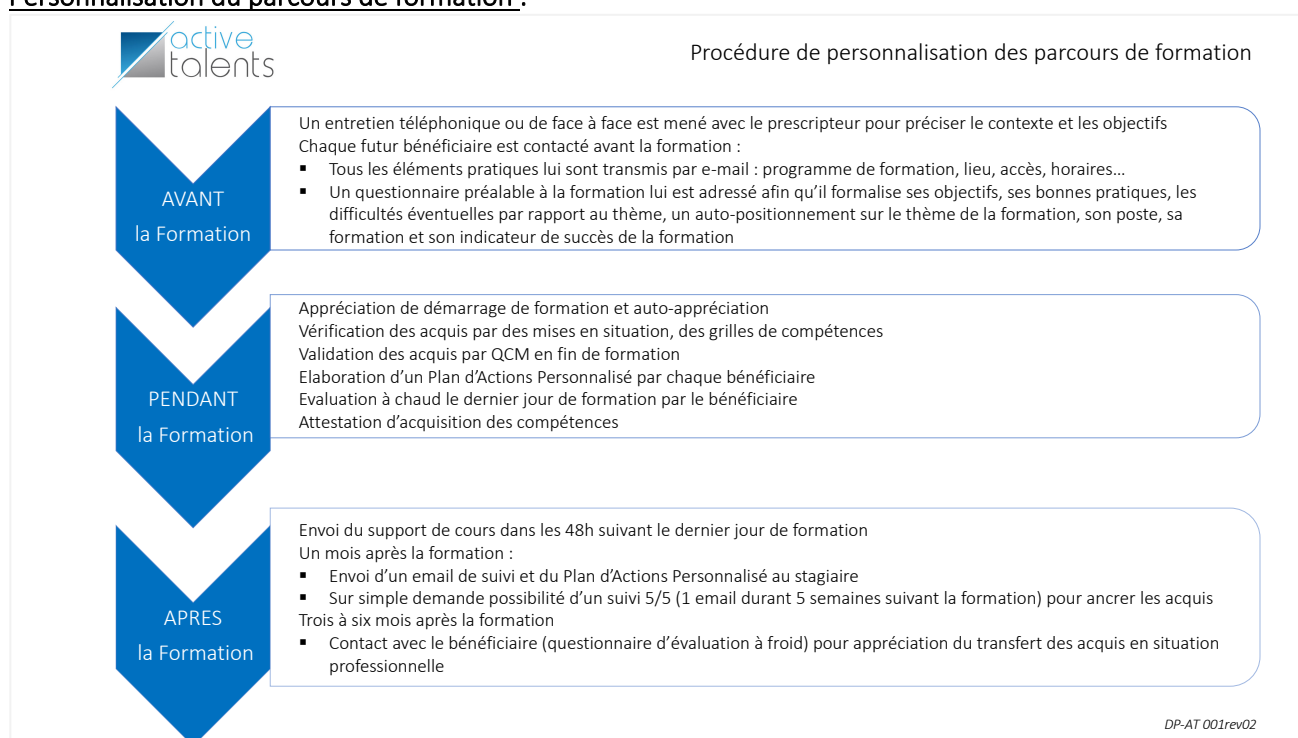 Personnalisation du parcours de formation :
active
talents
Procédure de personnalisation des parcours de formation
AVANT
la Formation
Un entretien téléphonique ou de face à face est mené avec le prescripteur pour préciser le contexte et les objectifs
Chaque futur bénéficiaire est contacté avant la formation :
▪ Tous les éléments pratiques lui sont transmis par e-mail : programme de formation, lieu, accès, horaires…
▪ Un questionnaire préalable à la formation lui est adressé afin qu’il formalise ses objectifs, ses bonnes pratiques, les
difficultés éventuelles par rapport au thème, un auto-positionnement sur le thème de la formation, son poste, sa
formation et son indicateur de succès de la formation
PENDANT
la Formation
Appréciation de démarrage de formation et auto-appréciation
Vérification des acquis par des mises en situation, des grilles de compétences
Validation des acquis par QCM en fin de formation
Elaboration d’un Plan d’Actions Personnalisé par chaque bénéficiaire
Evaluation à chaud le dernier jour de formation par le bénéficiaire
Attestation d’acquisition des compétences
APRES
la Formation
Envoi du support de cours dans les 48h suivant le dernier jour de formation
Un mois après la formation :
▪ Envoi d’un email de suivi et du Plan d’Actions Personnalisé au stagiaire
▪ Sur simple demande possibilité d’un suivi 5/5 (1 email durant 5 semaines suivant la formation) pour ancrer les acquis
Trois à six mois après la formation
▪ Contact avec le bénéficiaire (questionnaire d’évaluation à froid) pour appréciation du transfert des acquis en situation
professionnelle
DP-AT 001rev02